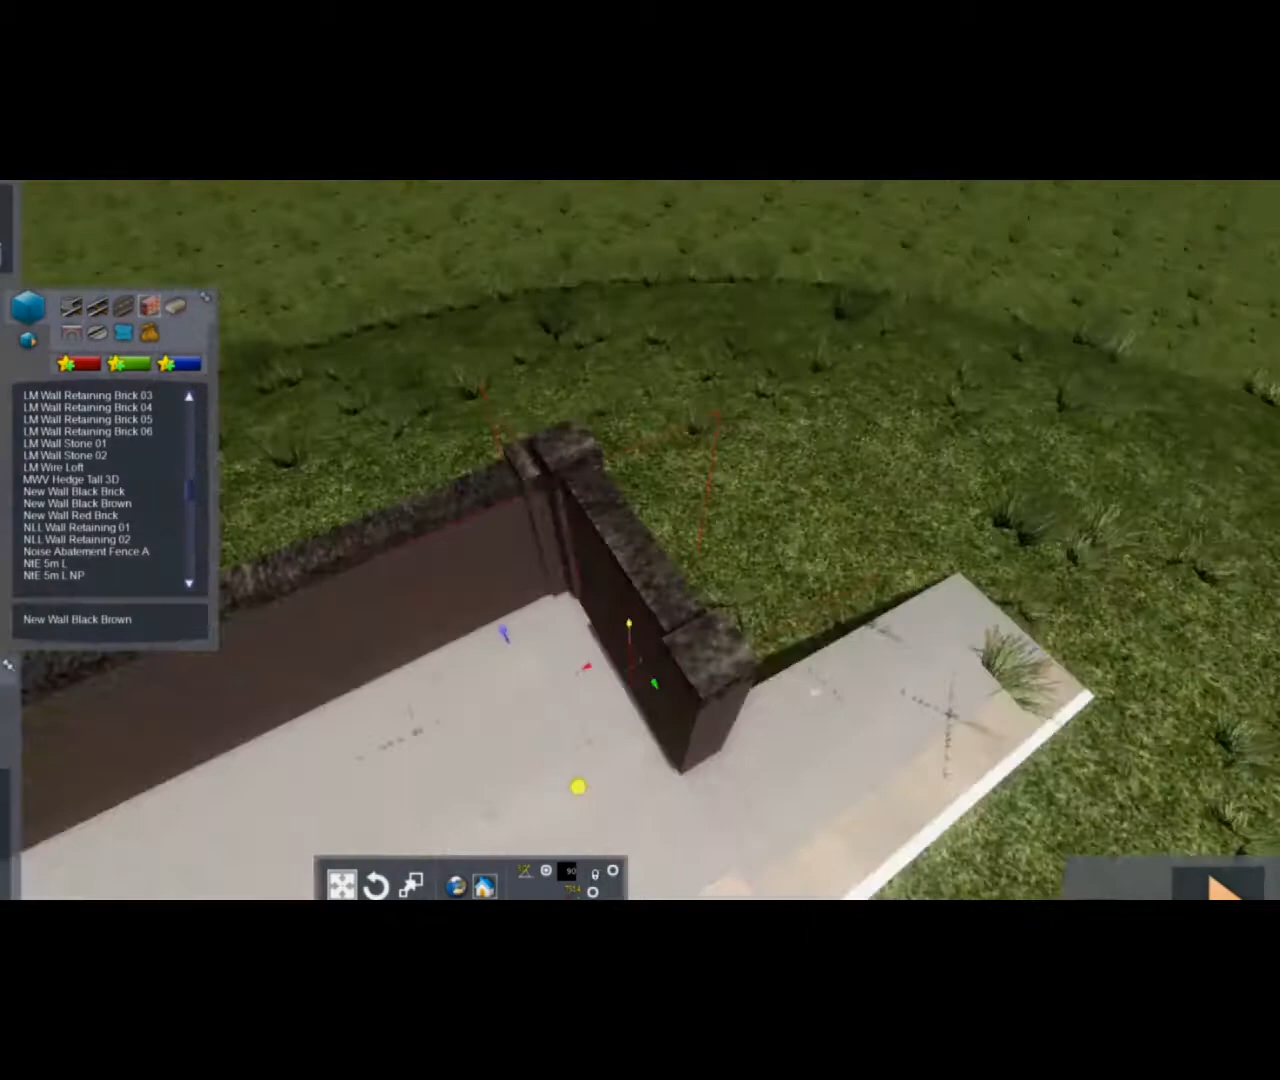 LM Wall Retaining Brick 03
LM Wall Retaining Brick 04
LM Wall Retaining Brick 05
LM Wall Retaining Brick 06
LM Wall Stone 01
LM Wall Stone 02
LM Wire Loft
MWV Hedge Tall 3D
New Wall Black Brick
New Wall Black Brown
New Wall Red Brick
NLL Wall Retaining 01
NLL Wall Retaining 02
Noise Abatement Fence A
NtE 5m L
NtE 5m L NP
New Wall Black Brown
90